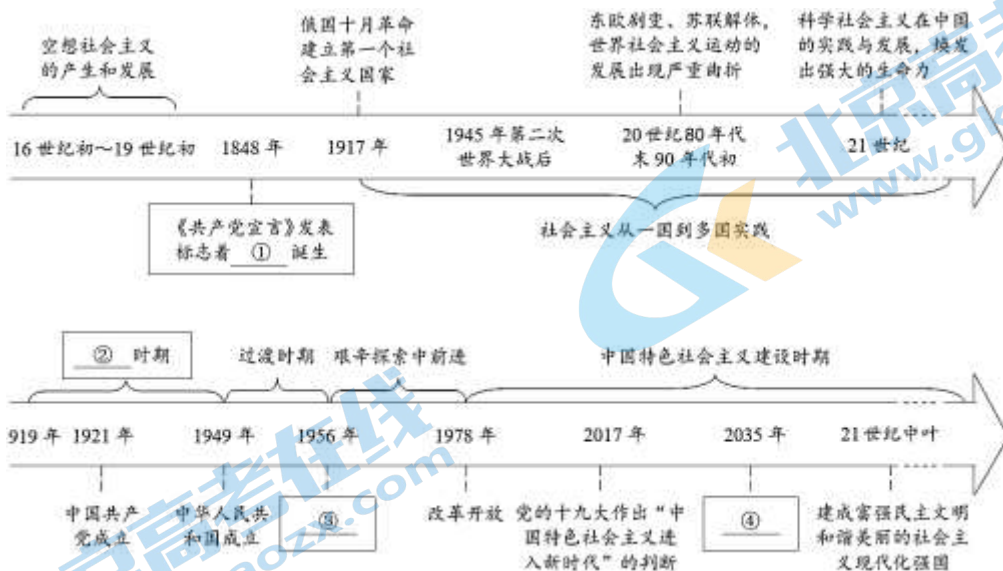 空想社会主义
的产生和发展
俄国十月革命
建立第一个社
会主义国家
东欧剧变、苏联解体，
世界社会主义运动的
发展出现严重曲折
科学社会主义在中国
的实践与发展，焕发
出强大的生命力
16世纪初～19世纪初
1848年
1917年
1945年第二次
世界大战后
20世纪80年代
末90年代初
21世纪
《共产党宣言》发表
标志着 ① 诞生
社会主义从一国到多国实践
② 时期
过渡时期
艰辛探索中前进
中国特色社会主义建设时期
919年
1921年
1949年
1956年
1978年
2017年
2035年
21世纪中叶
中国共产
党成立
中华人民共
和国成立
③
改革开放
党的十九大作出“中
国特色社会主义进
入新时代”的判断
④
建成富强民主文明
和谐美丽的社会主
义现代化强国
北京高考
www.g
高考在线
aozx.com